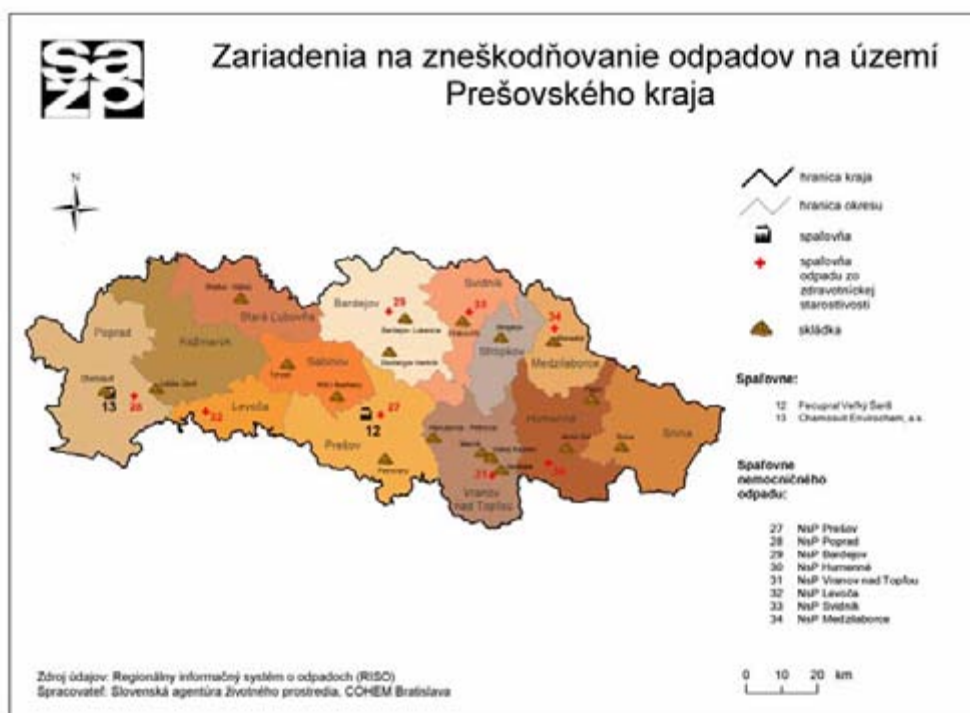 sazp
Zariadenia na zneškodňovanie odpadov na území
Prešovského kraja
N
hranica kraja
hranica okresu
spaľovňa
spaľovňa
odpadu zo
zdravotníckej
starostlivosti
skládka
Spaľovne:
12 Fecupral Veľký Šariš
13 Chemosvit Envirochem, a.s.
Spaľovne
nemocničného
odpadu:
27 NsP Prešov
28 NsP Poprad
29 NsP Bardejov
30 NsP Humenné
31 NsP Vranov nad Topľou
32 NsP Levoča
33 NsP Svidník
34 NsP Medzilaborce
Poprad
Kežmarok
Stará Ľubovňa
Bardejov
Svidník
Stropkov
Medzilaborce
Sabinov
Levoča
Prešov
Humenné
Snina
Vranov
nad Topľou
13
28
32
12
27
29
33
34
31
30
0 10 20 km
Zdroj údajov: Regionálny informačný systém o odpadoch (RISO)
Spracovateľ: Slovenská agentúra životného prostredia, COHEM Bratislava